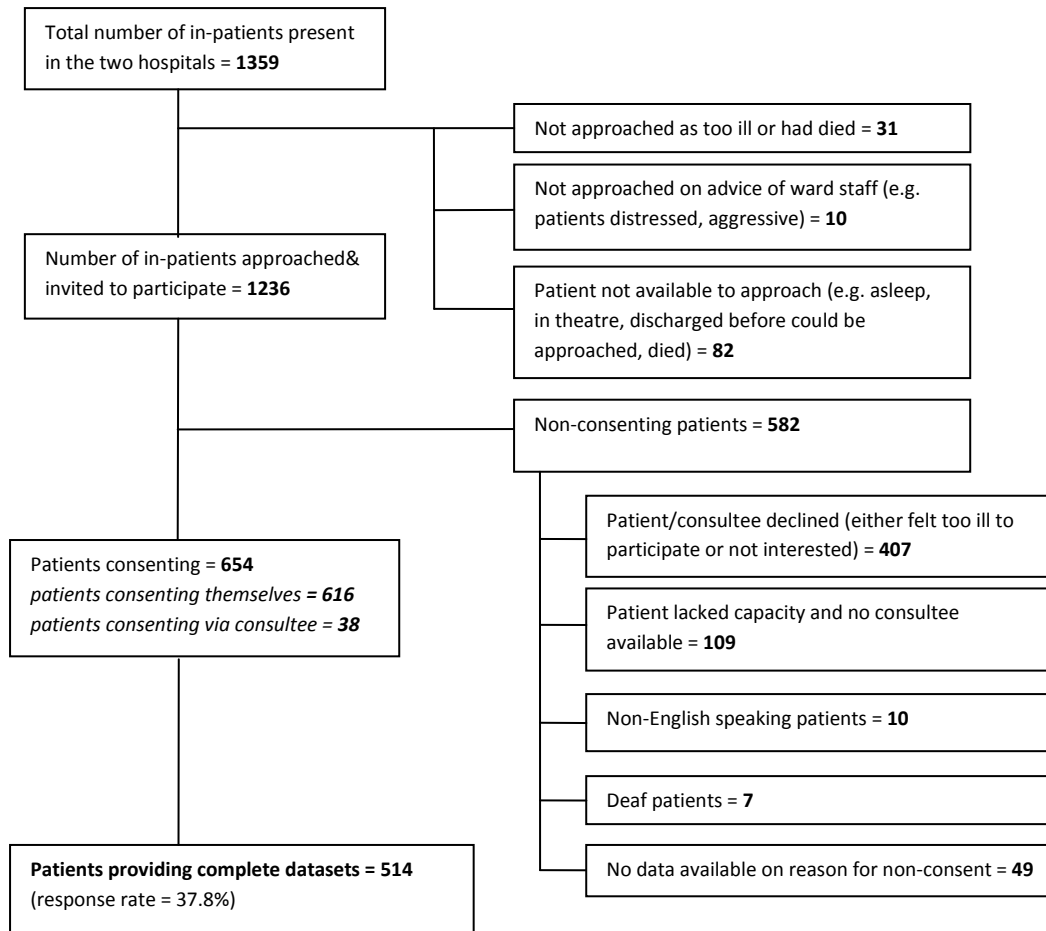 Total number of in-patients present
in the two hospitals = 1359
Not approached as too ill or had died = 31
Not approached on advice of ward staff (e.g.
patients distressed, aggressive) = 10
Number of in-patients approached&
invited to participate = 1236
Patient not available to approach (e.g. asleep,
in theatre, discharged before could be
approached, died) = 82
Non-consenting patients = 582
Patient/consultee declined (either felt too ill to
participate or not interested) = 407
Patients consenting = 654
patients consenting themselves = 616
patients consenting via consultee = 38
Patient lacked capacity and no consultee
available = 109
Non-English speaking patients = 10
Deaf patients = 7
Patients providing complete datasets = 514
(response rate = 37.8%)
No data available on reason for non-consent = 49